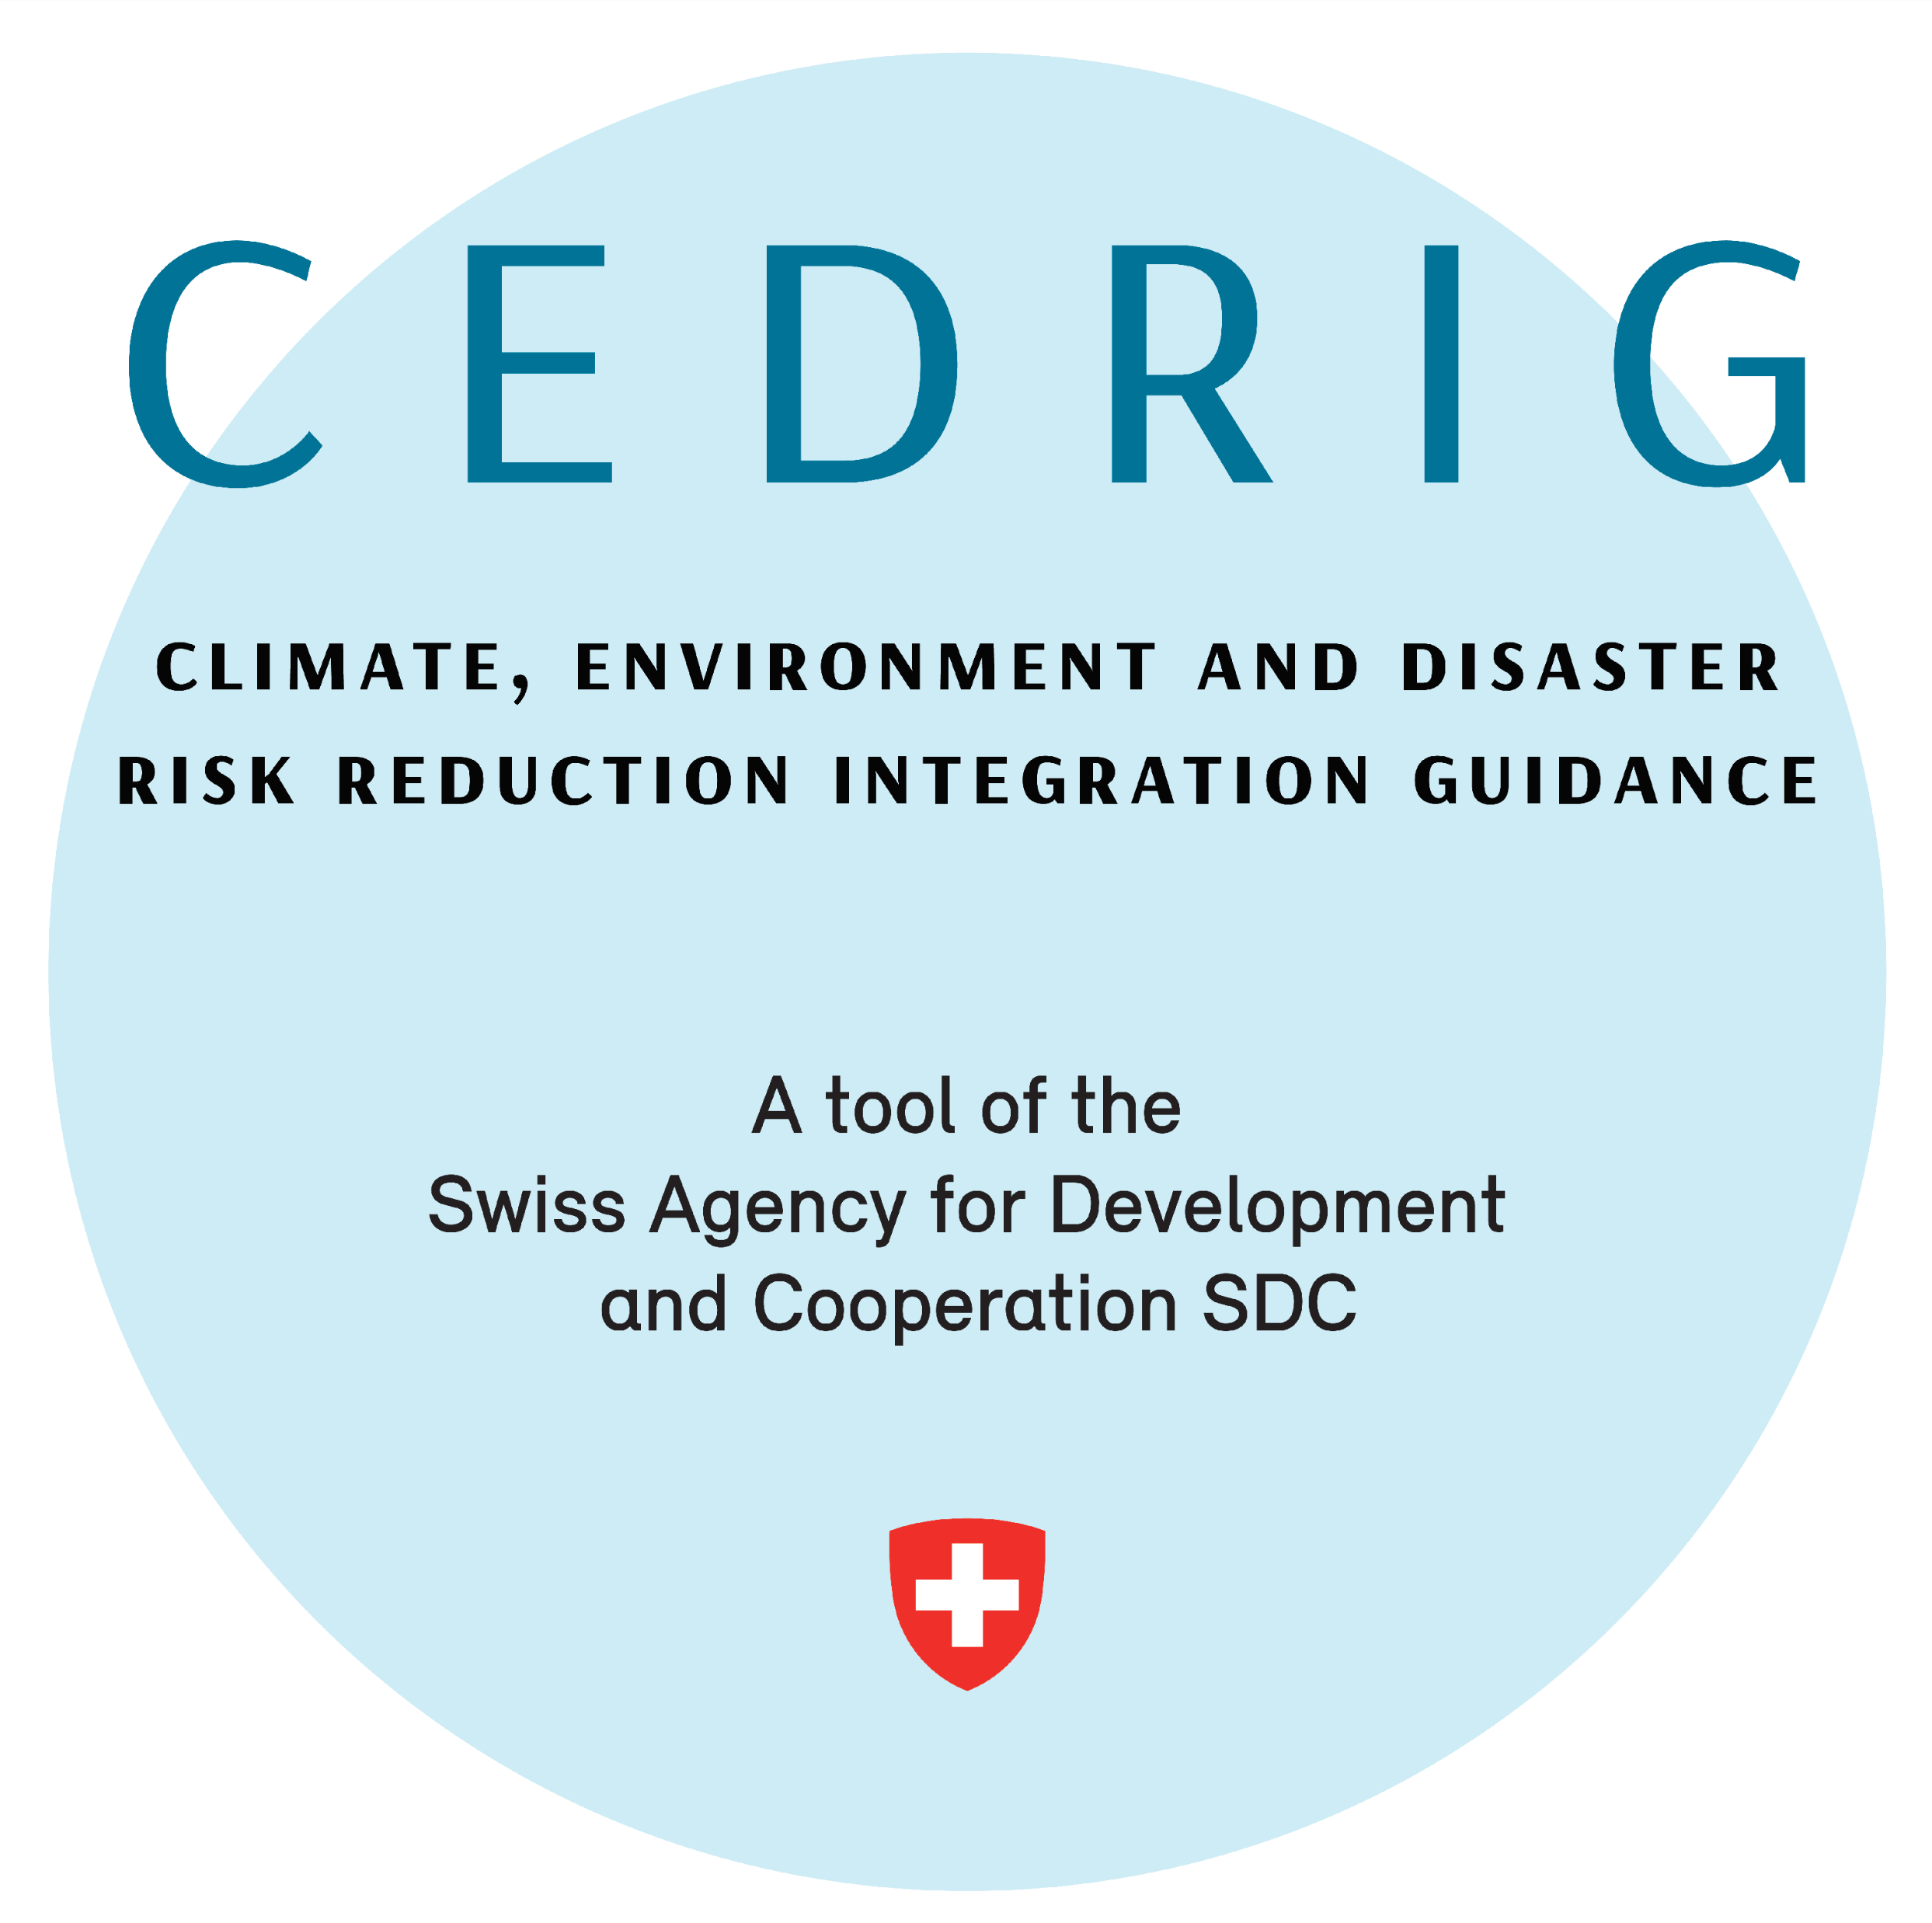 CEDRIG
CLIMATE, ENVIRONMENT AND DISASTER
RISK REDUCTION INTEGRATION GUIDANCE
A tool of the
Swiss Agency for Development
and Cooperation SDC